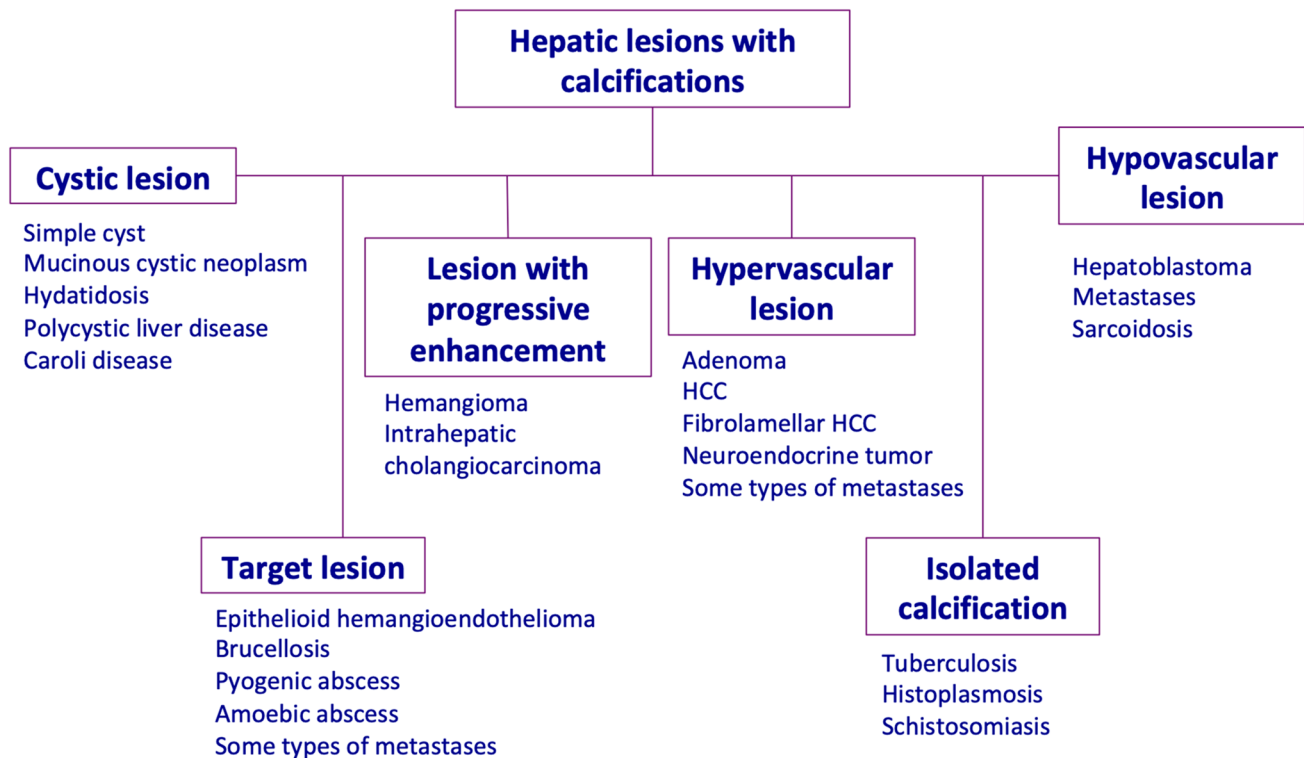 Hepatic lesions with
calcifications
Cystic lesion
Simple cyst
Mucinous cystic neoplasm
Hydatidosis
Polycystic liver disease
Caroli disease
Target lesion
Epithelioid hemangioendothelioma
Brucellosis
Pyogenic abscess
Amoebic abscess
Some types of metastases
Lesion with
progressive
enhancement
Hemangioma
Intrahepatic
cholangiocarcinoma
Hypervascular
lesion
Adenoma
HCC
Fibrolamellar HCC
Neuroendocrine tumor
Some types of metastases
Isolated
calcification
Tuberculosis
Histoplasmosis
Schistosomiasis
Hypovascular
lesion
Hepatoblastoma
Metastases
Sarcoidosis